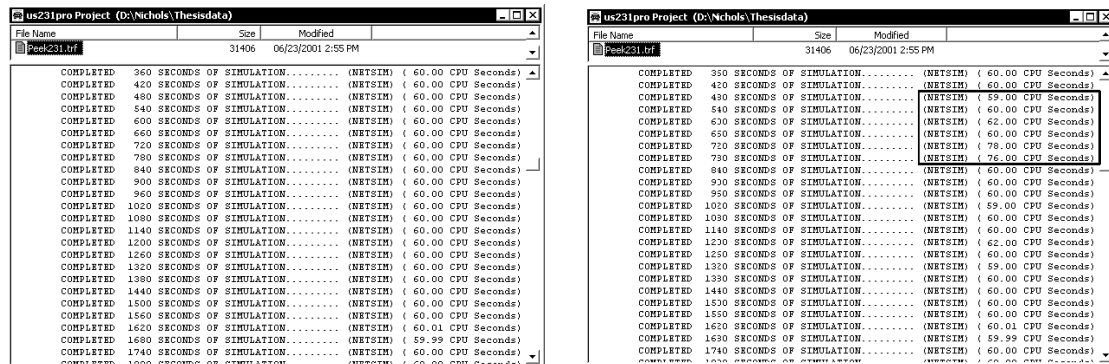 us231pro Project (D:\Nichols\Thesisdata)
File Name Size Modified
Peek231.trf 31406 06/23/2001 2:55 PM
COMPLETED 360 SECONDS OF SIMULATION......... (NETSIM) ( 60.00 CPU Seconds)
COMPLETED 420 SECONDS OF SIMULATION......... (NETSIM) ( 60.00 CPU Seconds)
COMPLETED 480 SECONDS OF SIMULATION......... (NETSIM) ( 60.00 CPU Seconds)
COMPLETED 540 SECONDS OF SIMULATION......... (NETSIM) ( 60.00 CPU Seconds)
COMPLETED 600 SECONDS OF SIMULATION......... (NETSIM) ( 60.00 CPU Seconds)
COMPLETED 660 SECONDS OF SIMULATION......... (NETSIM) ( 60.00 CPU Seconds)
COMPLETED 720 SECONDS OF SIMULATION......... (NETSIM) ( 60.00 CPU Seconds)
COMPLETED 780 SECONDS OF SIMULATION......... (NETSIM) ( 60.00 CPU Seconds)
COMPLETED 840 SECONDS OF SIMULATION......... (NETSIM) ( 60.00 CPU Seconds)
COMPLETED 900 SECONDS OF SIMULATION......... (NETSIM) ( 60.00 CPU Seconds)
COMPLETED 960 SECONDS OF SIMULATION......... (NETSIM) ( 60.00 CPU Seconds)
COMPLETED 1020 SECONDS OF SIMULATION......... (NETSIM) ( 60.00 CPU Seconds)
COMPLETED 1080 SECONDS OF SIMULATION......... (NETSIM) ( 60.00 CPU Seconds)
COMPLETED 1140 SECONDS OF SIMULATION......... (NETSIM) ( 60.00 CPU Seconds)
COMPLETED 1200 SECONDS OF SIMULATION......... (NETSIM) ( 60.00 CPU Seconds)
COMPLETED 1260 SECONDS OF SIMULATION......... (NETSIM) ( 60.00 CPU Seconds)
COMPLETED 1320 SECONDS OF SIMULATION......... (NETSIM) ( 60.00 CPU Seconds)
COMPLETED 1380 SECONDS OF SIMULATION......... (NETSIM) ( 60.00 CPU Seconds)
COMPLETED 1440 SECONDS OF SIMULATION......... (NETSIM) ( 60.00 CPU Seconds)
COMPLETED 1500 SECONDS OF SIMULATION......... (NETSIM) ( 60.00 CPU Seconds)
COMPLETED 1560 SECONDS OF SIMULATION......... (NETSIM) ( 60.00 CPU Seconds)
COMPLETED 1620 SECONDS OF SIMULATION......... (NETSIM) ( 60.01 CPU Seconds)
COMPLETED 1680 SECONDS OF SIMULATION......... (NETSIM) ( 59.99 CPU Seconds)
COMPLETED 1740 SECONDS OF SIMULATION......... (NETSIM) ( 60.00 CPU Seconds)
us231pro Project (D:\Nichols\Thesisdata)
File Name Size Modified
Peek231.trf 31406 06/23/2001 2:55 PM
COMPLETED 360 SECONDS OF SIMULATION......... (NETSIM) ( 60.00 CPU Seconds)
COMPLETED 420 SECONDS OF SIMULATION......... (NETSIM) ( 60.00 CPU Seconds)
COMPLETED 480 SECONDS OF SIMULATION......... (NETSIM) ( 59.00 CPU Seconds)
COMPLETED 540 SECONDS OF SIMULATION......... (NETSIM) ( 60.00 CPU Seconds)
COMPLETED 600 SECONDS OF SIMULATION......... (NETSIM) ( 62.00 CPU Seconds)
COMPLETED 660 SECONDS OF SIMULATION......... (NETSIM) ( 60.00 CPU Seconds)
COMPLETED 720 SECONDS OF SIMULATION......... (NETSIM) ( 78.00 CPU Seconds)
COMPLETED 780 SECONDS OF SIMULATION......... (NETSIM) ( 76.00 CPU Seconds)
COMPLETED 840 SECONDS OF SIMULATION......... (NETSIM) ( 60.00 CPU Seconds)
COMPLETED 900 SECONDS OF SIMULATION......... (NETSIM) ( 60.00 CPU Seconds)
COMPLETED 960 SECONDS OF SIMULATION......... (NETSIM) ( 60.00 CPU Seconds)
COMPLETED 1020 SECONDS OF SIMULATION......... (NETSIM) ( 59.00 CPU Seconds)
COMPLETED 1080 SECONDS OF SIMULATION......... (NETSIM) ( 60.00 CPU Seconds)
COMPLETED 1140 SECONDS OF SIMULATION......... (NETSIM) ( 60.00 CPU Seconds)
COMPLETED 1200 SECONDS OF SIMULATION......... (NETSIM) ( 62.00 CPU Seconds)
COMPLETED 1260 SECONDS OF SIMULATION......... (NETSIM) ( 60.00 CPU Seconds)
COMPLETED 1320 SECONDS OF SIMULATION......... (NETSIM) ( 59.00 CPU Seconds)
COMPLETED 1380 SECONDS OF SIMULATION......... (NETSIM) ( 60.00 CPU Seconds)
COMPLETED 1440 SECONDS OF SIMULATION......... (NETSIM) ( 60.00 CPU Seconds)
COMPLETED 1500 SECONDS OF SIMULATION......... (NETSIM) ( 60.00 CPU Seconds)
COMPLETED 1560 SECONDS OF SIMULATION......... (NETSIM) ( 60.00 CPU Seconds)
COMPLETED 1620 SECONDS OF SIMULATION......... (NETSIM) ( 60.01 CPU Seconds)
COMPLETED 1680 SECONDS OF SIMULATION......... (NETSIM) ( 59.99 CPU Seconds)
COMPLETED 1740 SECONDS OF SIMULATION......... (NETSIM) ( 60.00 CPU Seconds)